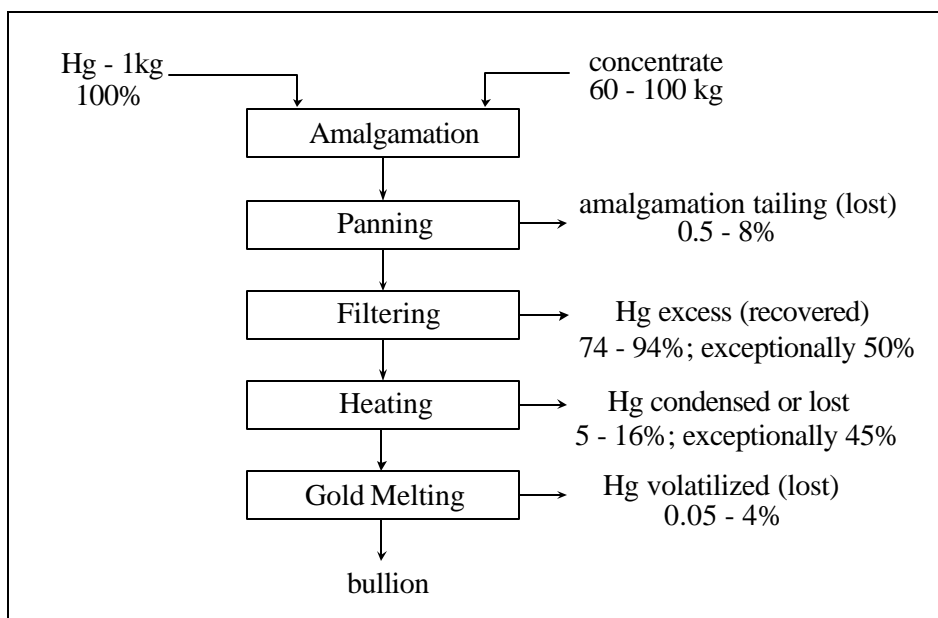 Hg - 1kg
100%
concentrate
60 - 100 kg
Amalgamation
Panning
amalgamation tailing (lost)
0.5 - 8%
Filtering
Hg excess (recovered)
74 - 94%; exceptionally 50%
Heating
Hg condensed or lost
5 - 16%; exceptionally 45%
Gold Melting
Hg volatilized (lost)
0.05 - 4%
bullion